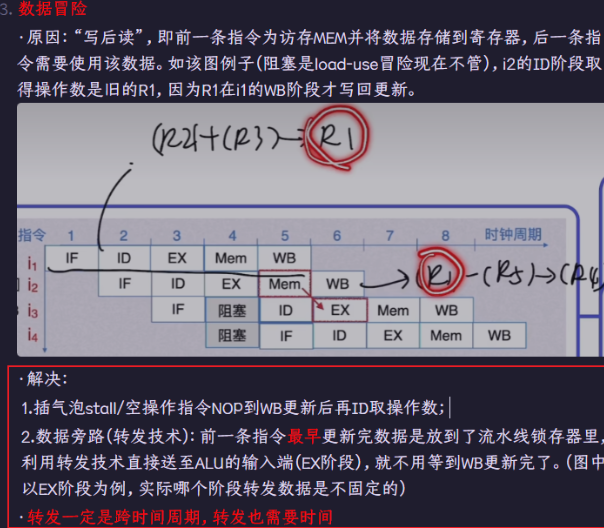 3. 数据冒险
·原因:“写后读”,即前一条指令为访存MEM并将数据存储到寄存器,后一条指
令需要使用该数据。如该图例子(阻塞是load-use冒险现在不管),i2的ID阶段取
得操作数是旧的R1,因为R1在i1的WB阶段才写回更新。
(R2)+(R3)→R1
指令 1 2 3 4 5 6 7 8 时钟周期
i1 IF ID EX Mem WB
i2 IF ID EX Mem WB (R1)-(R5)→(R4)
i3 IF 阻塞 ID EX Mem WB
i4 阻塞 IF ID EX Mem WB
·解决:
1.插气泡stall/空操作指令NOP到WB更新后再ID取操作数;
2.数据旁路(转发技术):前一条指令最早更新完数据是放到了流水线锁存器里,
利用转发技术直接送至ALU的输入端(EX阶段),就不用等到WB更新完了。(图中
以EX阶段为例,实际哪个阶段转发数据是不固定的)
·转发一定是跨时间周期,转发也需要时间